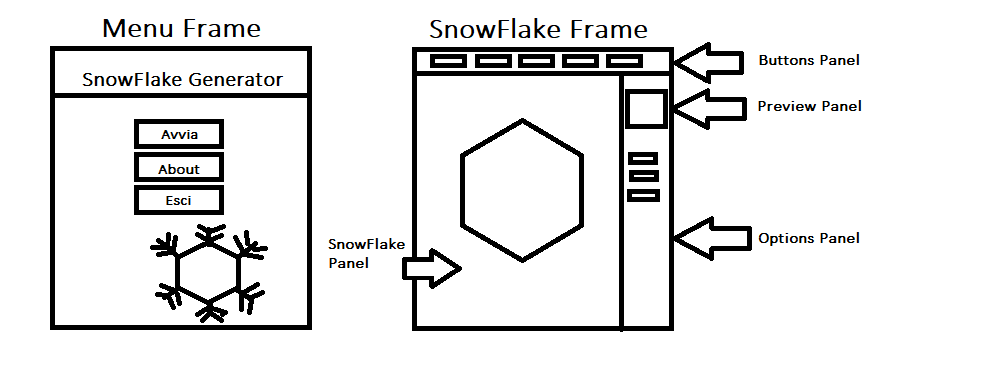 Menu Frame
SnowFlake Generator
Avvia
About
Esci
SnowFlake Frame
Buttons Panel
Preview Panel
Options Panel
SnowFlake
Panel